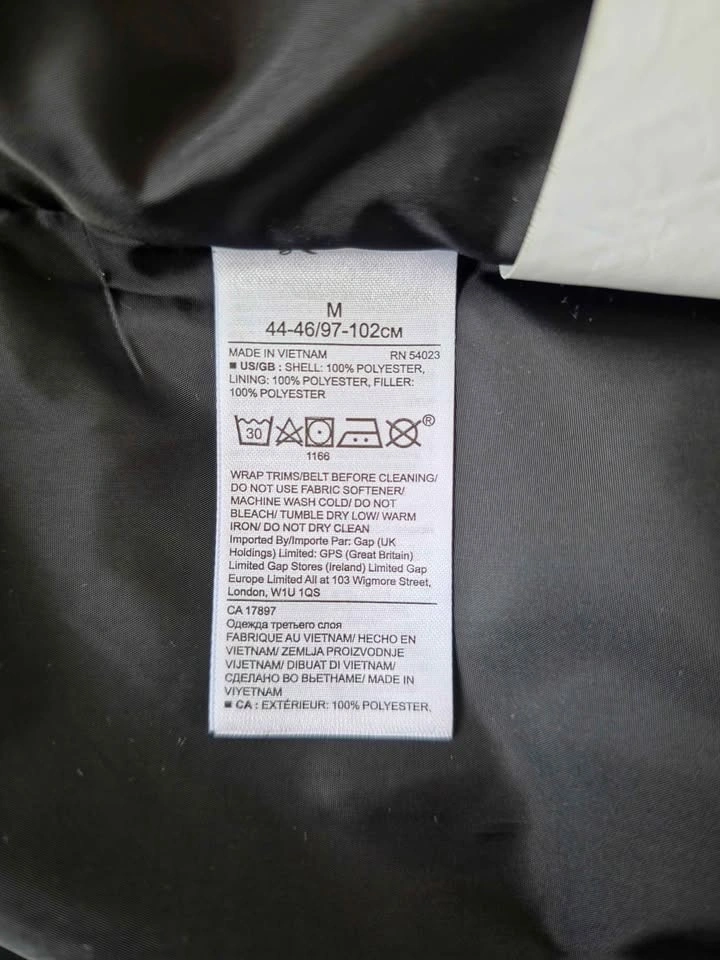 M
44-46/97-102см
MADE IN VIETNAM RN 54023
US/GB : SHELL: 100% POLYESTER,
LINING: 100% POLYESTER, FILLER:
100% POLYESTER
30
®
1166
WRAP TRIMS/BELT BEFORE CLEANING/
DO NOT USE FABRIC SOFTENER/
MACHINE WASH COLD/ DO NOT
BLEACH/ TUMBLE DRY LOW/ WARM
IRON/ DO NOT DRY CLEAN
Imported By/Importe Par: Gap (UK
Holdings) Limited: GPS (Great Britain)
Limited Gap Stores (Ireland) Limited Gap
Europe Limited All at 103 Wigmore Street,
London, W1U 1QS
CA 17897
Одежда третьего слоя
FABRIQUE AU VIETNAM/ HECHO EN
VIETNAM/ ZEMLJA PROIZVODNJE
VIJETNAM/ DIBUAT DI VIETNAM/
СДЕЛАНО ВО ВЬЕТНАМЕ/ MADE IN
VIYETNAM
CA : EXTÉRIEUR: 100% POLYESTER,